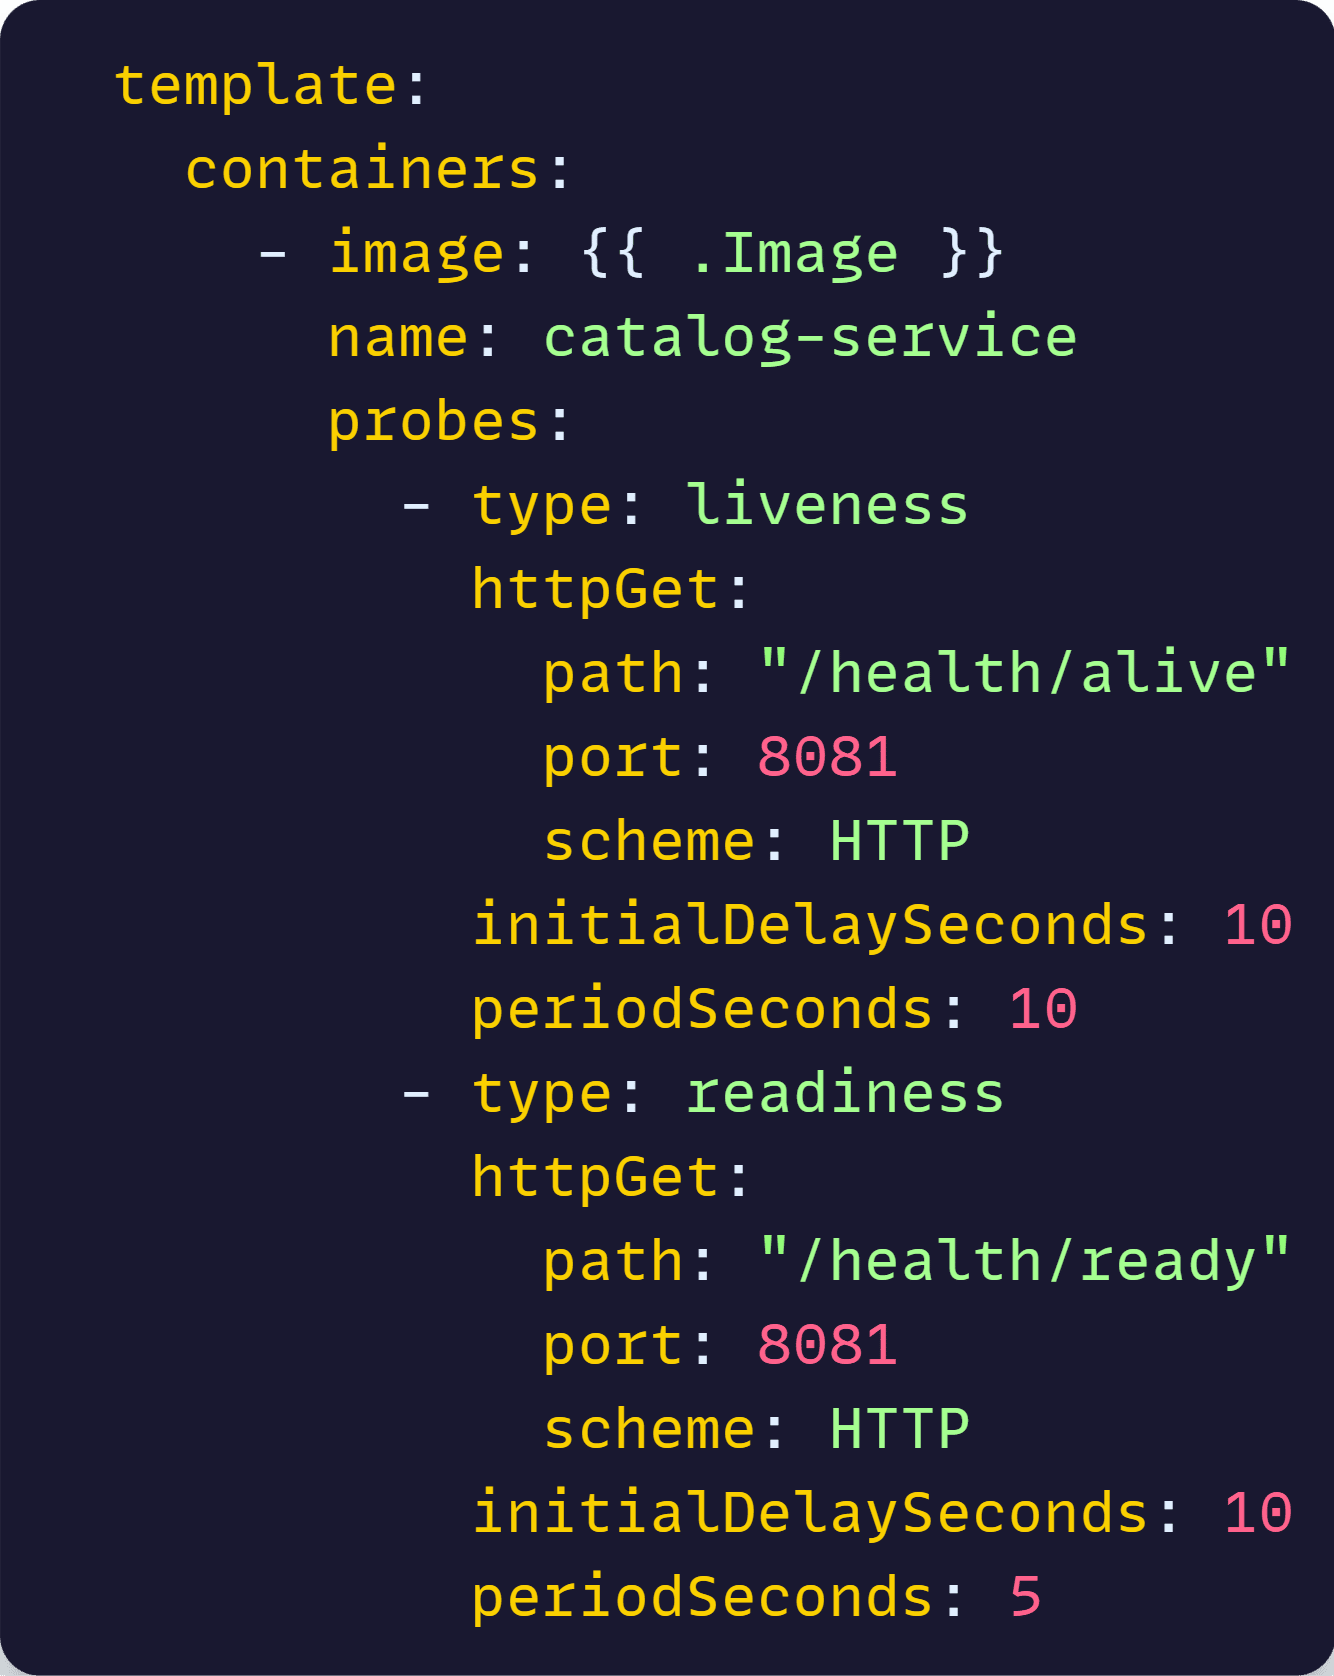 template:
  containers:
    - image: {{ .Image }}
      name: catalog-service
      probes:
        - type: liveness
          httpGet:
            path: "/health/alive"
            port: 8081
            scheme: HTTP
          initialDelaySeconds: 10
          periodSeconds: 10
        - type: readiness
          httpGet:
            path: "/health/ready"
            port: 8081
            scheme: HTTP
          initialDelaySeconds: 10
          periodSeconds: 5